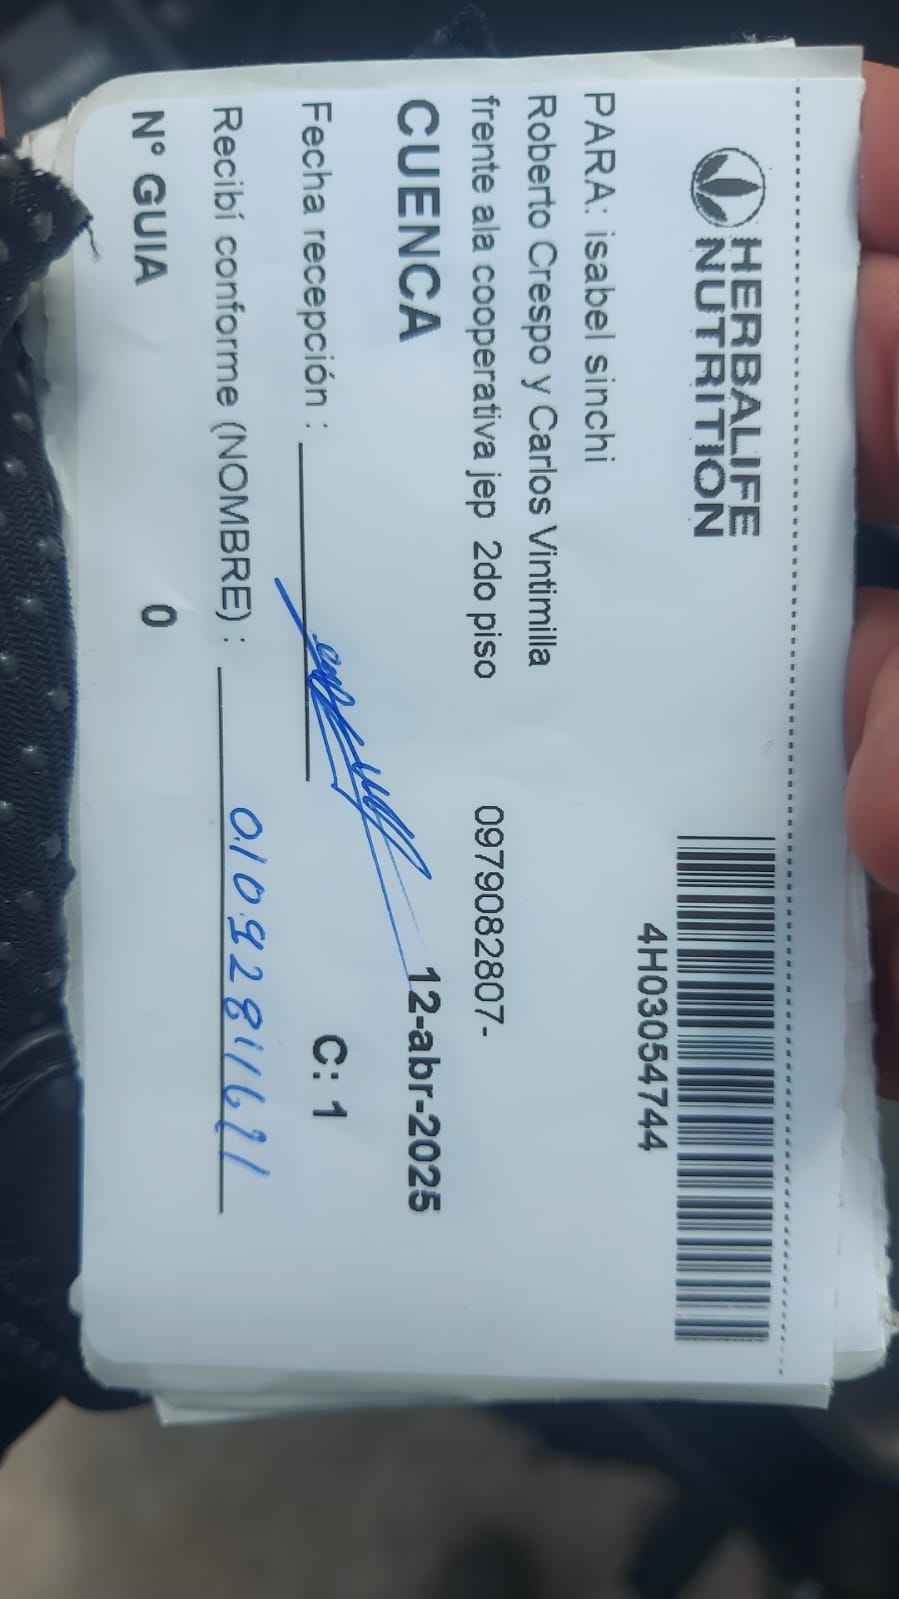 HERBALIFE
NUTRITION
4H03054744
PARA: isabel sinchi
Roberto Crespo y Carlos Vintimilla
frente ala cooperativa jep 2do piso 0979082807-
CUENCA 12-abr-2025
Fecha recepción : C: 1
Recibí conforme (NOMBRE) :
N° GUIA 0